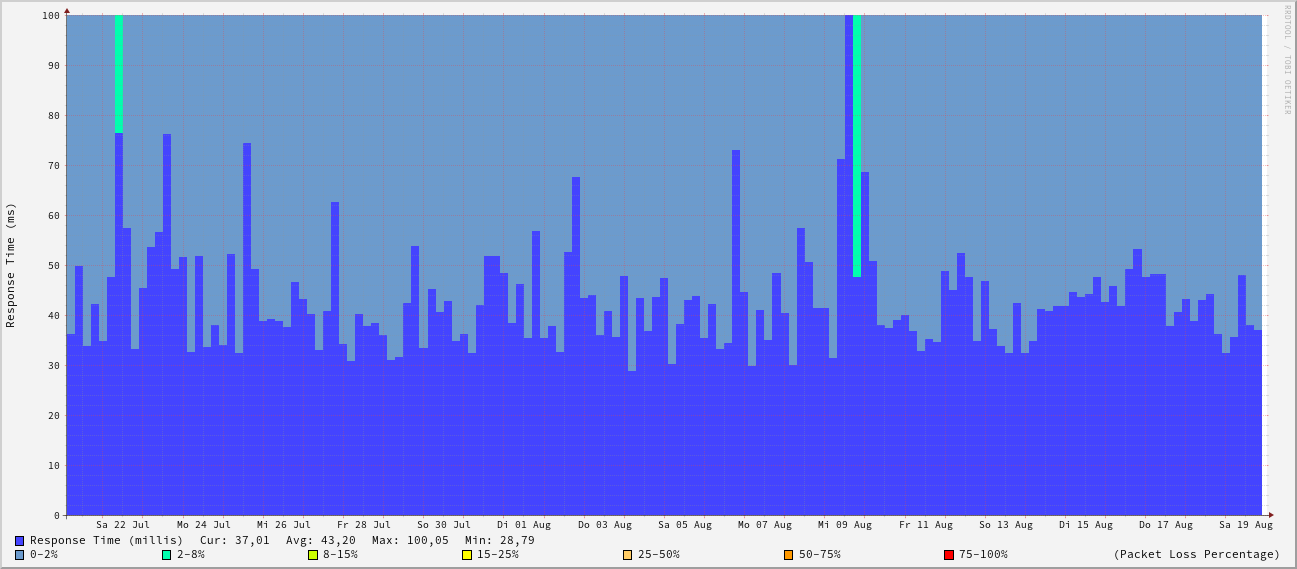 RRDTOOL / TOBI OETIKER
Response Time (ms)
100
90
80
70
60
50
40
30
20
10
0
Sa 22 Jul Mo 24 Jul Mi 26 Jul Fr 28 Jul So 30 Jul Di 01 Aug Do 03 Aug Sa 05 Aug Mo 07 Aug Mi 09 Aug Fr 11 Aug So 13 Aug Di 15 Aug Do 17 Aug Sa 19 Aug
Response Time (millis) Cur: 37,01 Avg: 43,20 Max: 100,05 Min: 28,79
0-2% 2-8% 8-15% 15-25% 25-50% 50-75% 75-100% (Packet Loss Percentage)